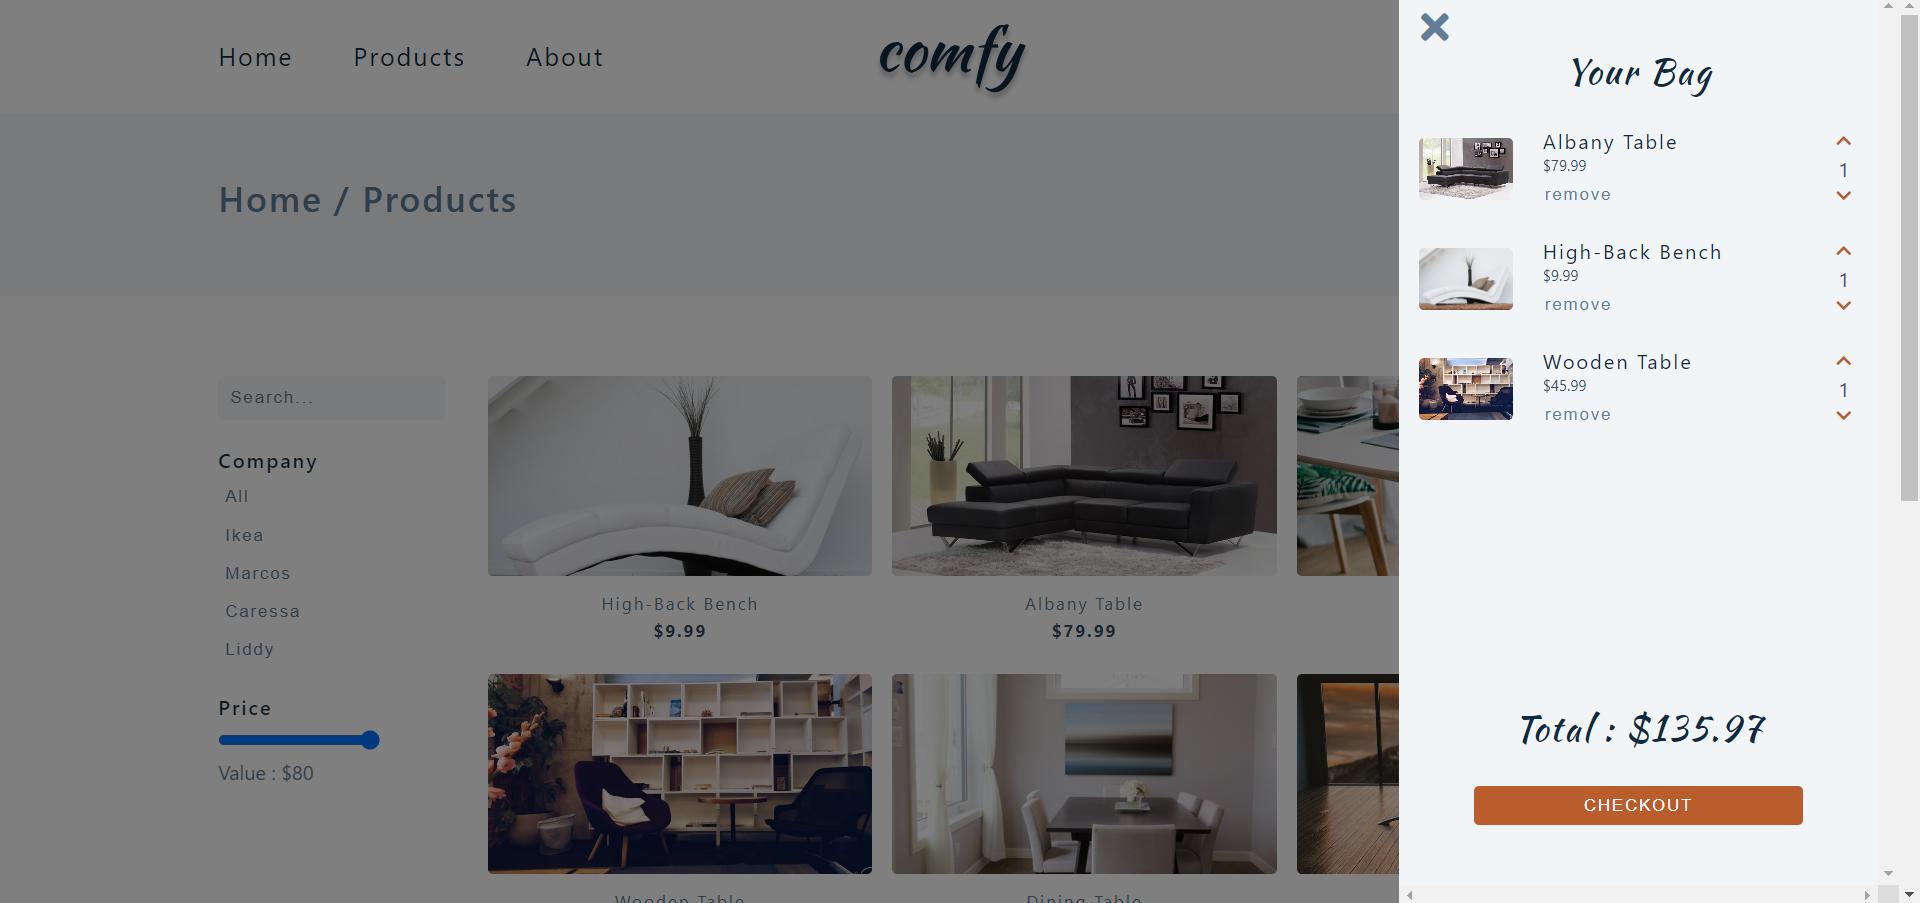 Home
Products
About
comfy
Home / Products
Search...
Company
All
Ikea
Marcos
Caressa
Liddy
Price
Value : $80
High-Back Bench
$9.99
Albany Table
$79.99
Wooden Table
Dining Table
Your Bag
Albany Table
$79.99
remove
1
High-Back Bench
$9.99
remove
1
Wooden Table
$45.99
remove
1
Total : $135.97
CHECKOUT